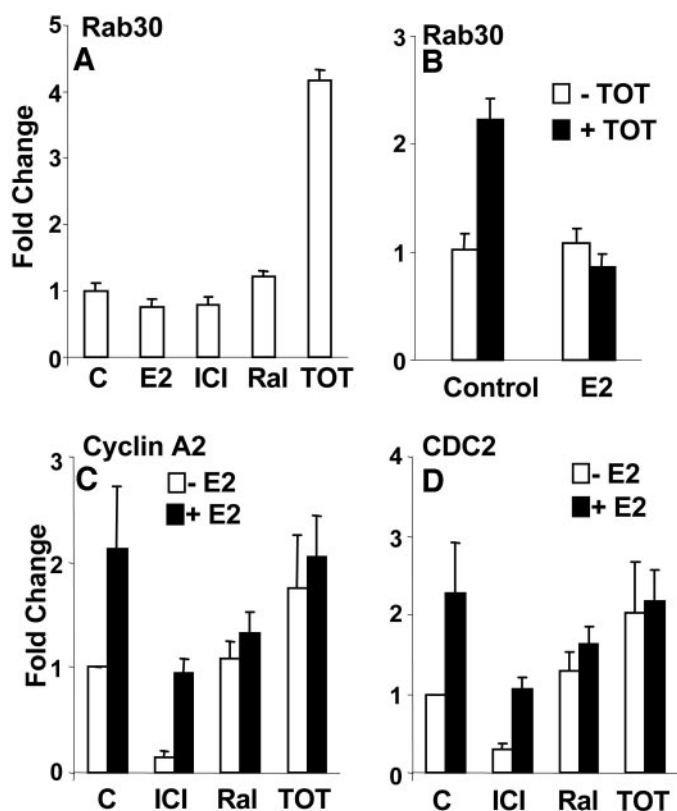 Rab30
A
5
4
3
2
1
0
Fold Change
C E2 ICI Ral TOT
Rab30
B
3
2
1
0
- TOT
+ TOT
Control E2
Cyclin A2
C
3
2
1
0
Fold Change
- E2
+ E2
C ICI Ral TOT
CDC2
D
4
3
2
1
0
- E2
+ E2
C ICI Ral TOT